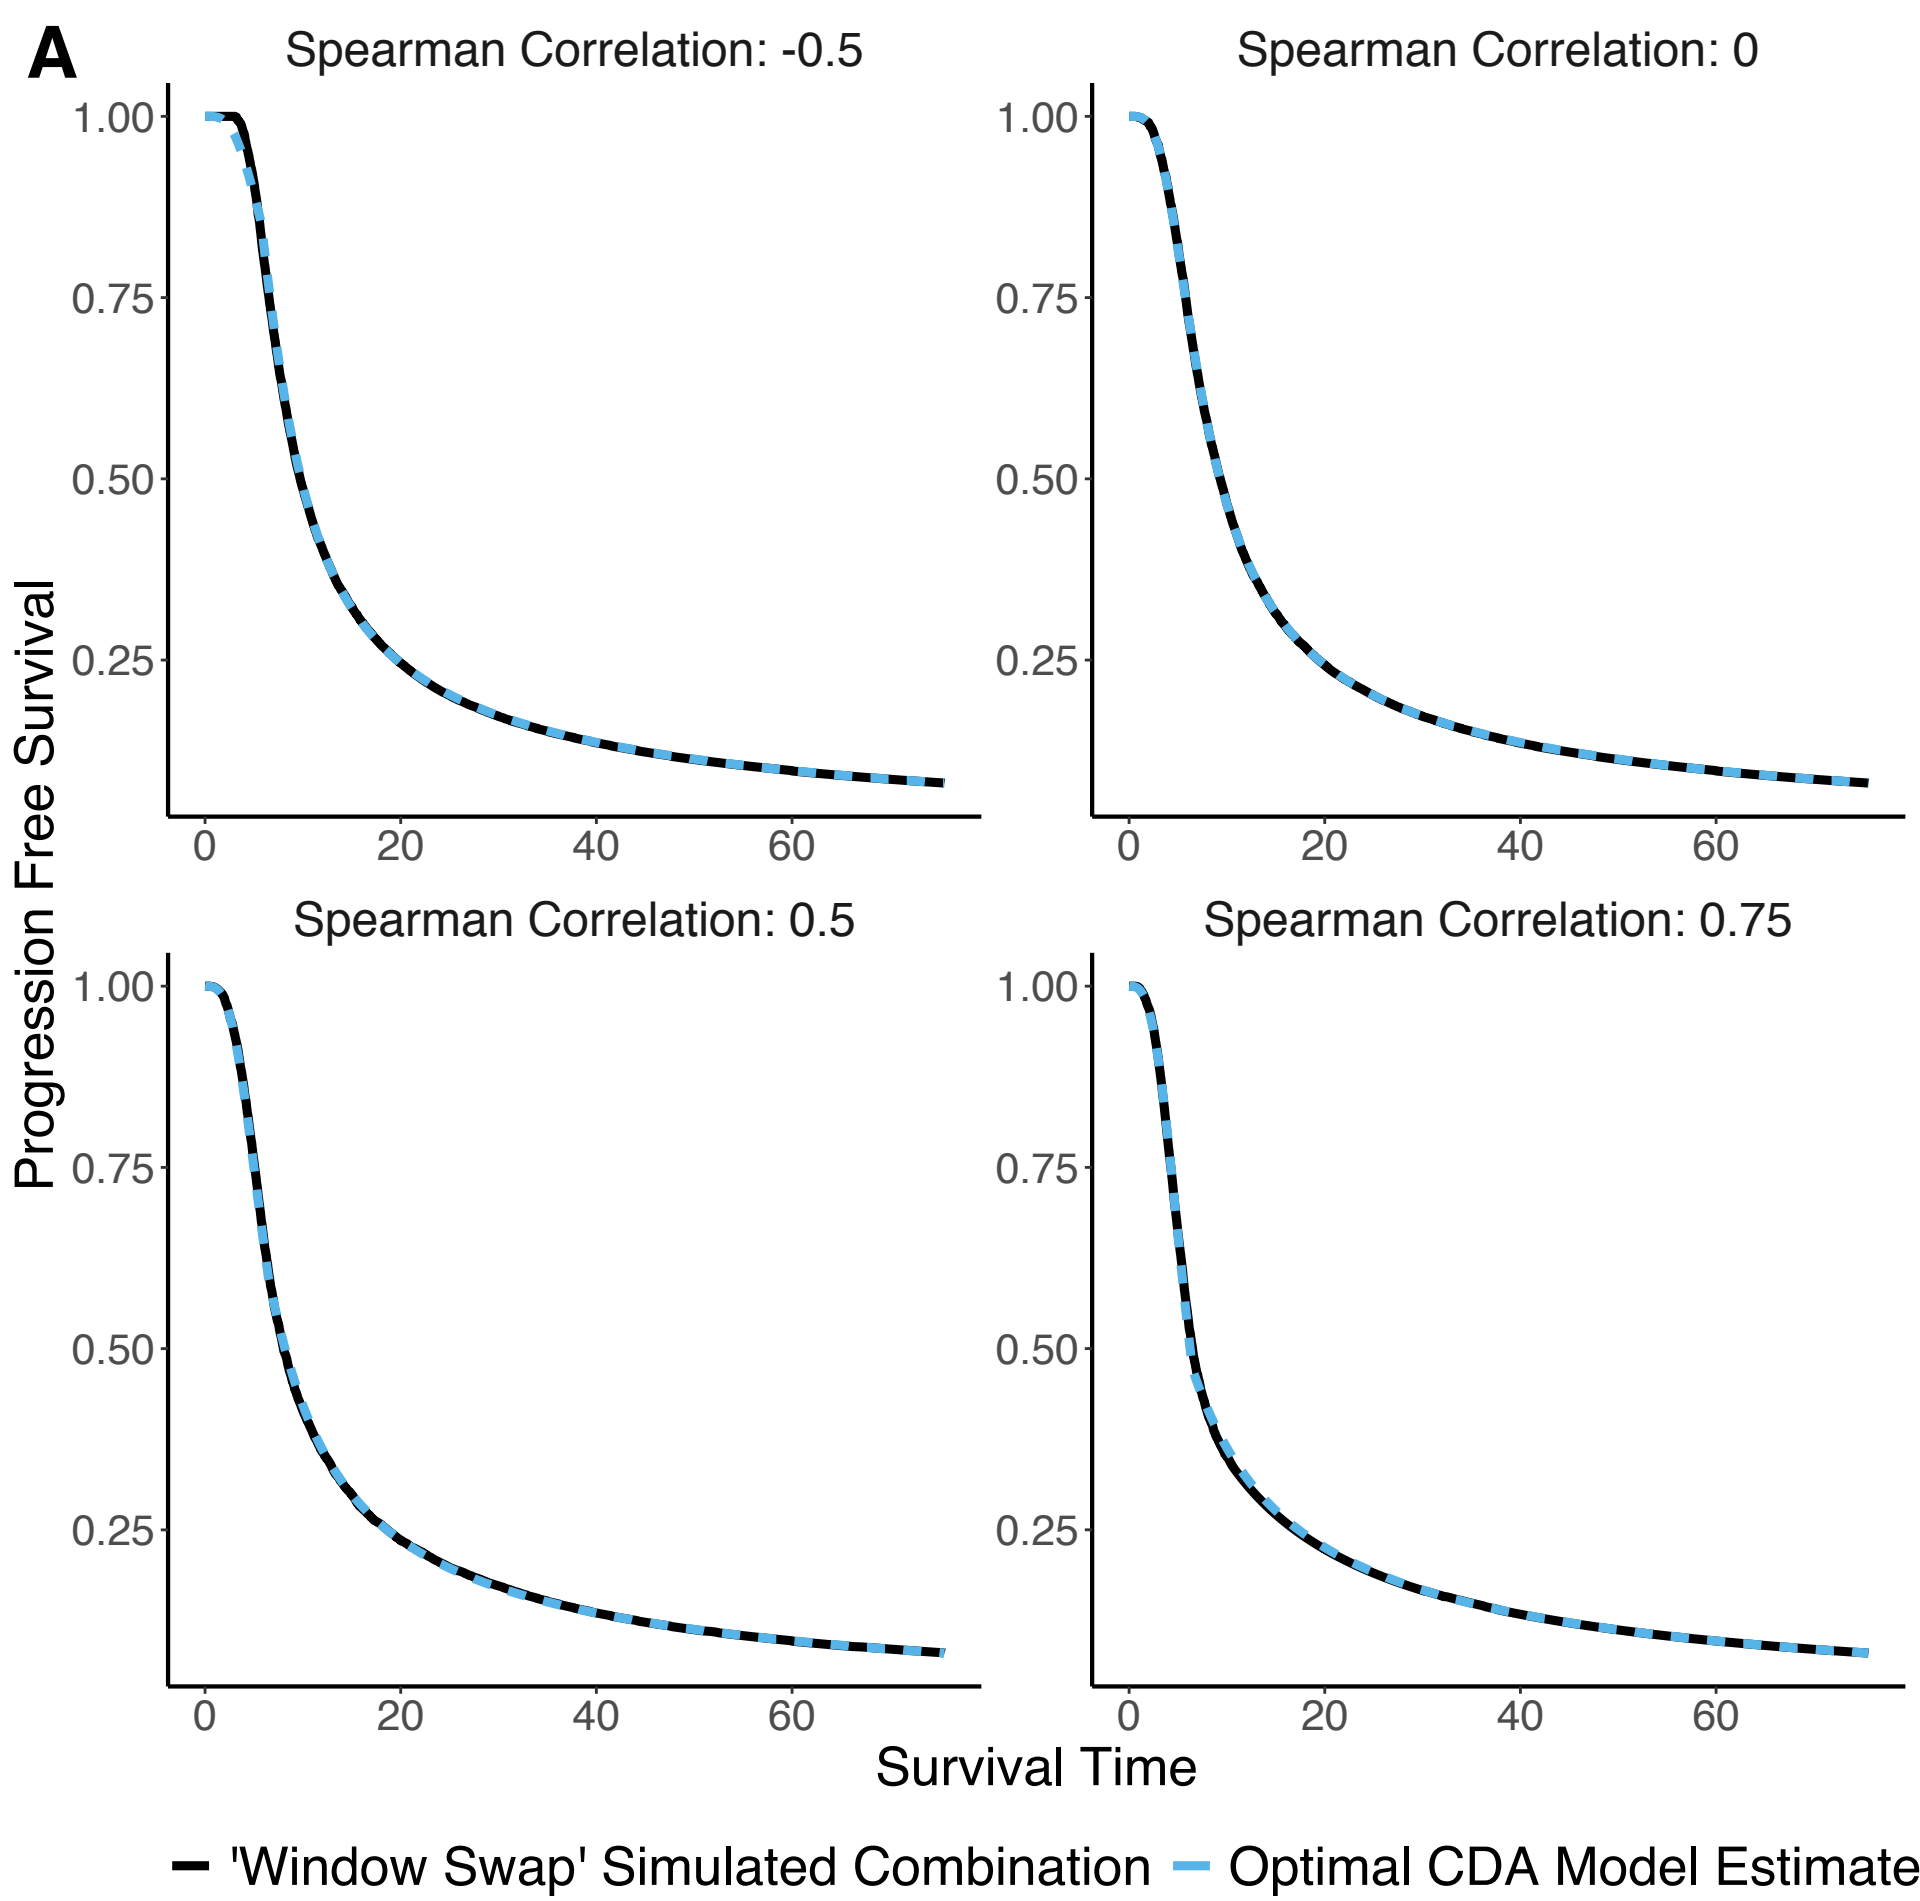 A
Spearman Correlation: -0.5
Spearman Correlation: 0
1.00
0.75
0.50
0.25
0 20 40 60
1.00
0.75
0.50
0.25
0 20 40 60
Progression Free Survival
Spearman Correlation: 0.5
Spearman Correlation: 0.75
1.00
0.75
0.50
0.25
0 20 40 60
1.00
0.75
0.50
0.25
0 20 40 60
Survival Time
'Window Swap' Simulated Combination
Optimal CDA Model Estimate